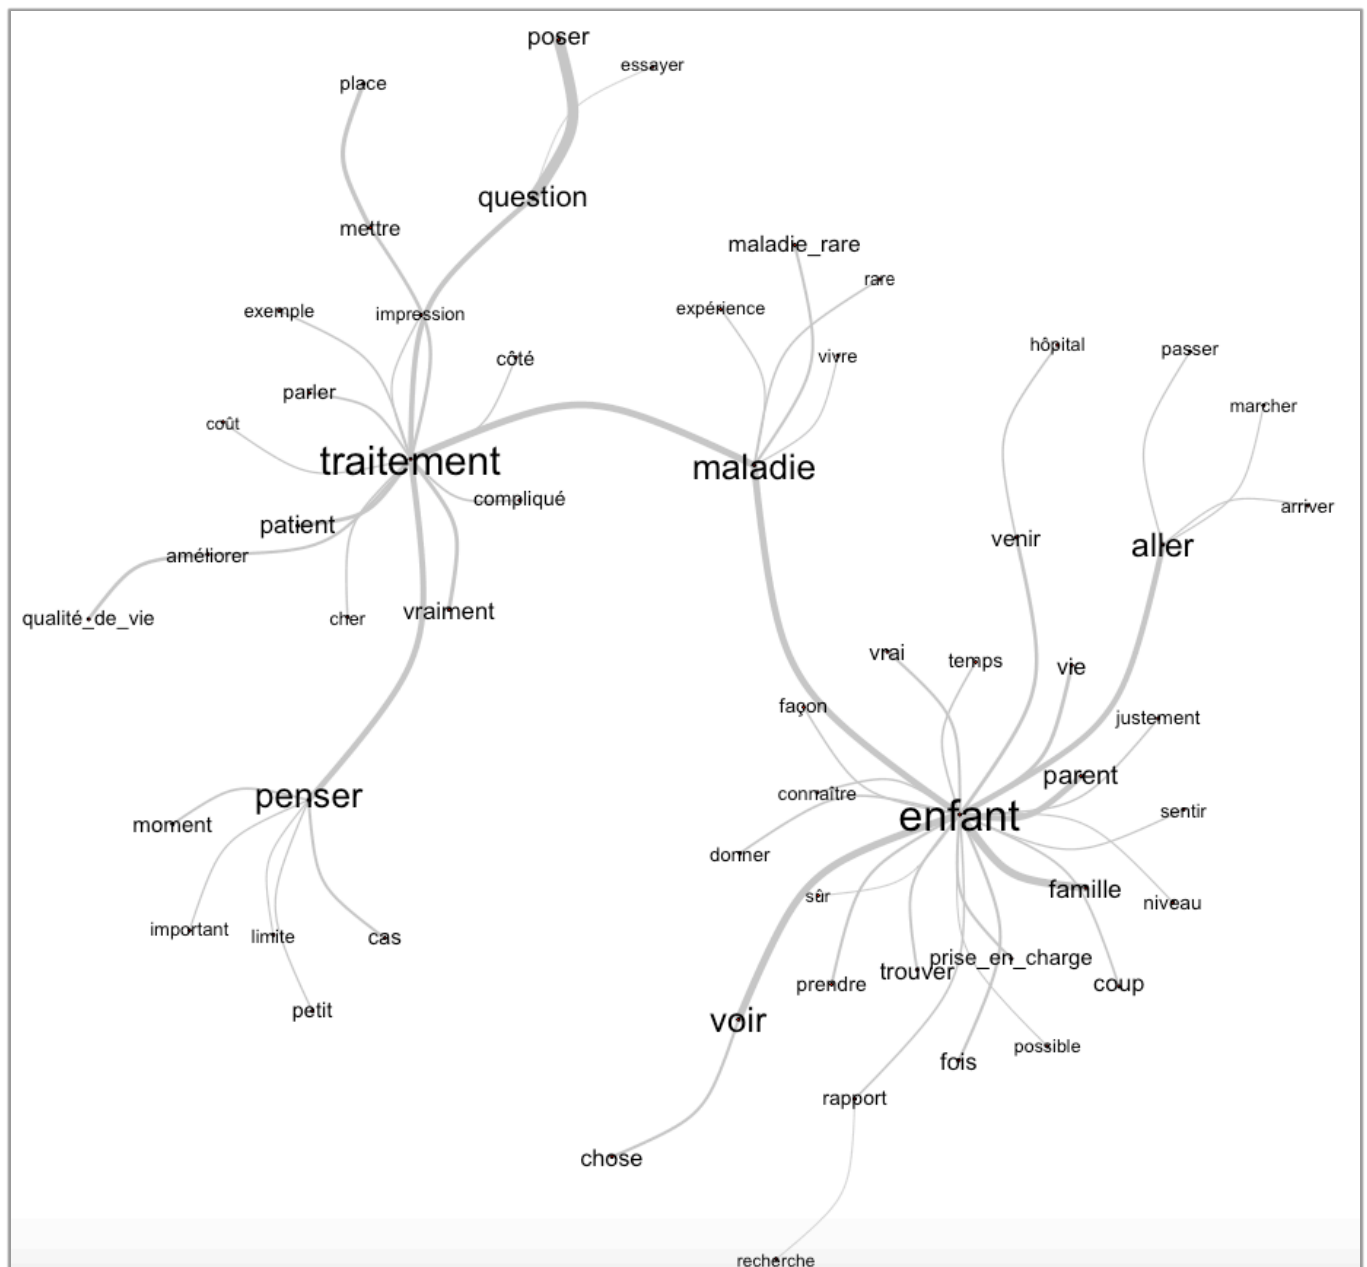 poser
essayer
place
question
mettre
maladie_rare
rare
expérience
exemple
impression
côté
vivre
hôpital
passer
parler
marcher
coût
traitement
maladie
compliqué
arriver
patient
venir
aller
améliorer
qualité_de_vie
cher
vraiment
vrai
temps
vie
façon
justement
parent
connaître
penser
sentir
enfant
moment
donner
famille
sûr
niveau
important
limite
cas
prise_en_charge
trouver
prendre
coup
petit
voir
possible
fois
rapport
chose
recherche